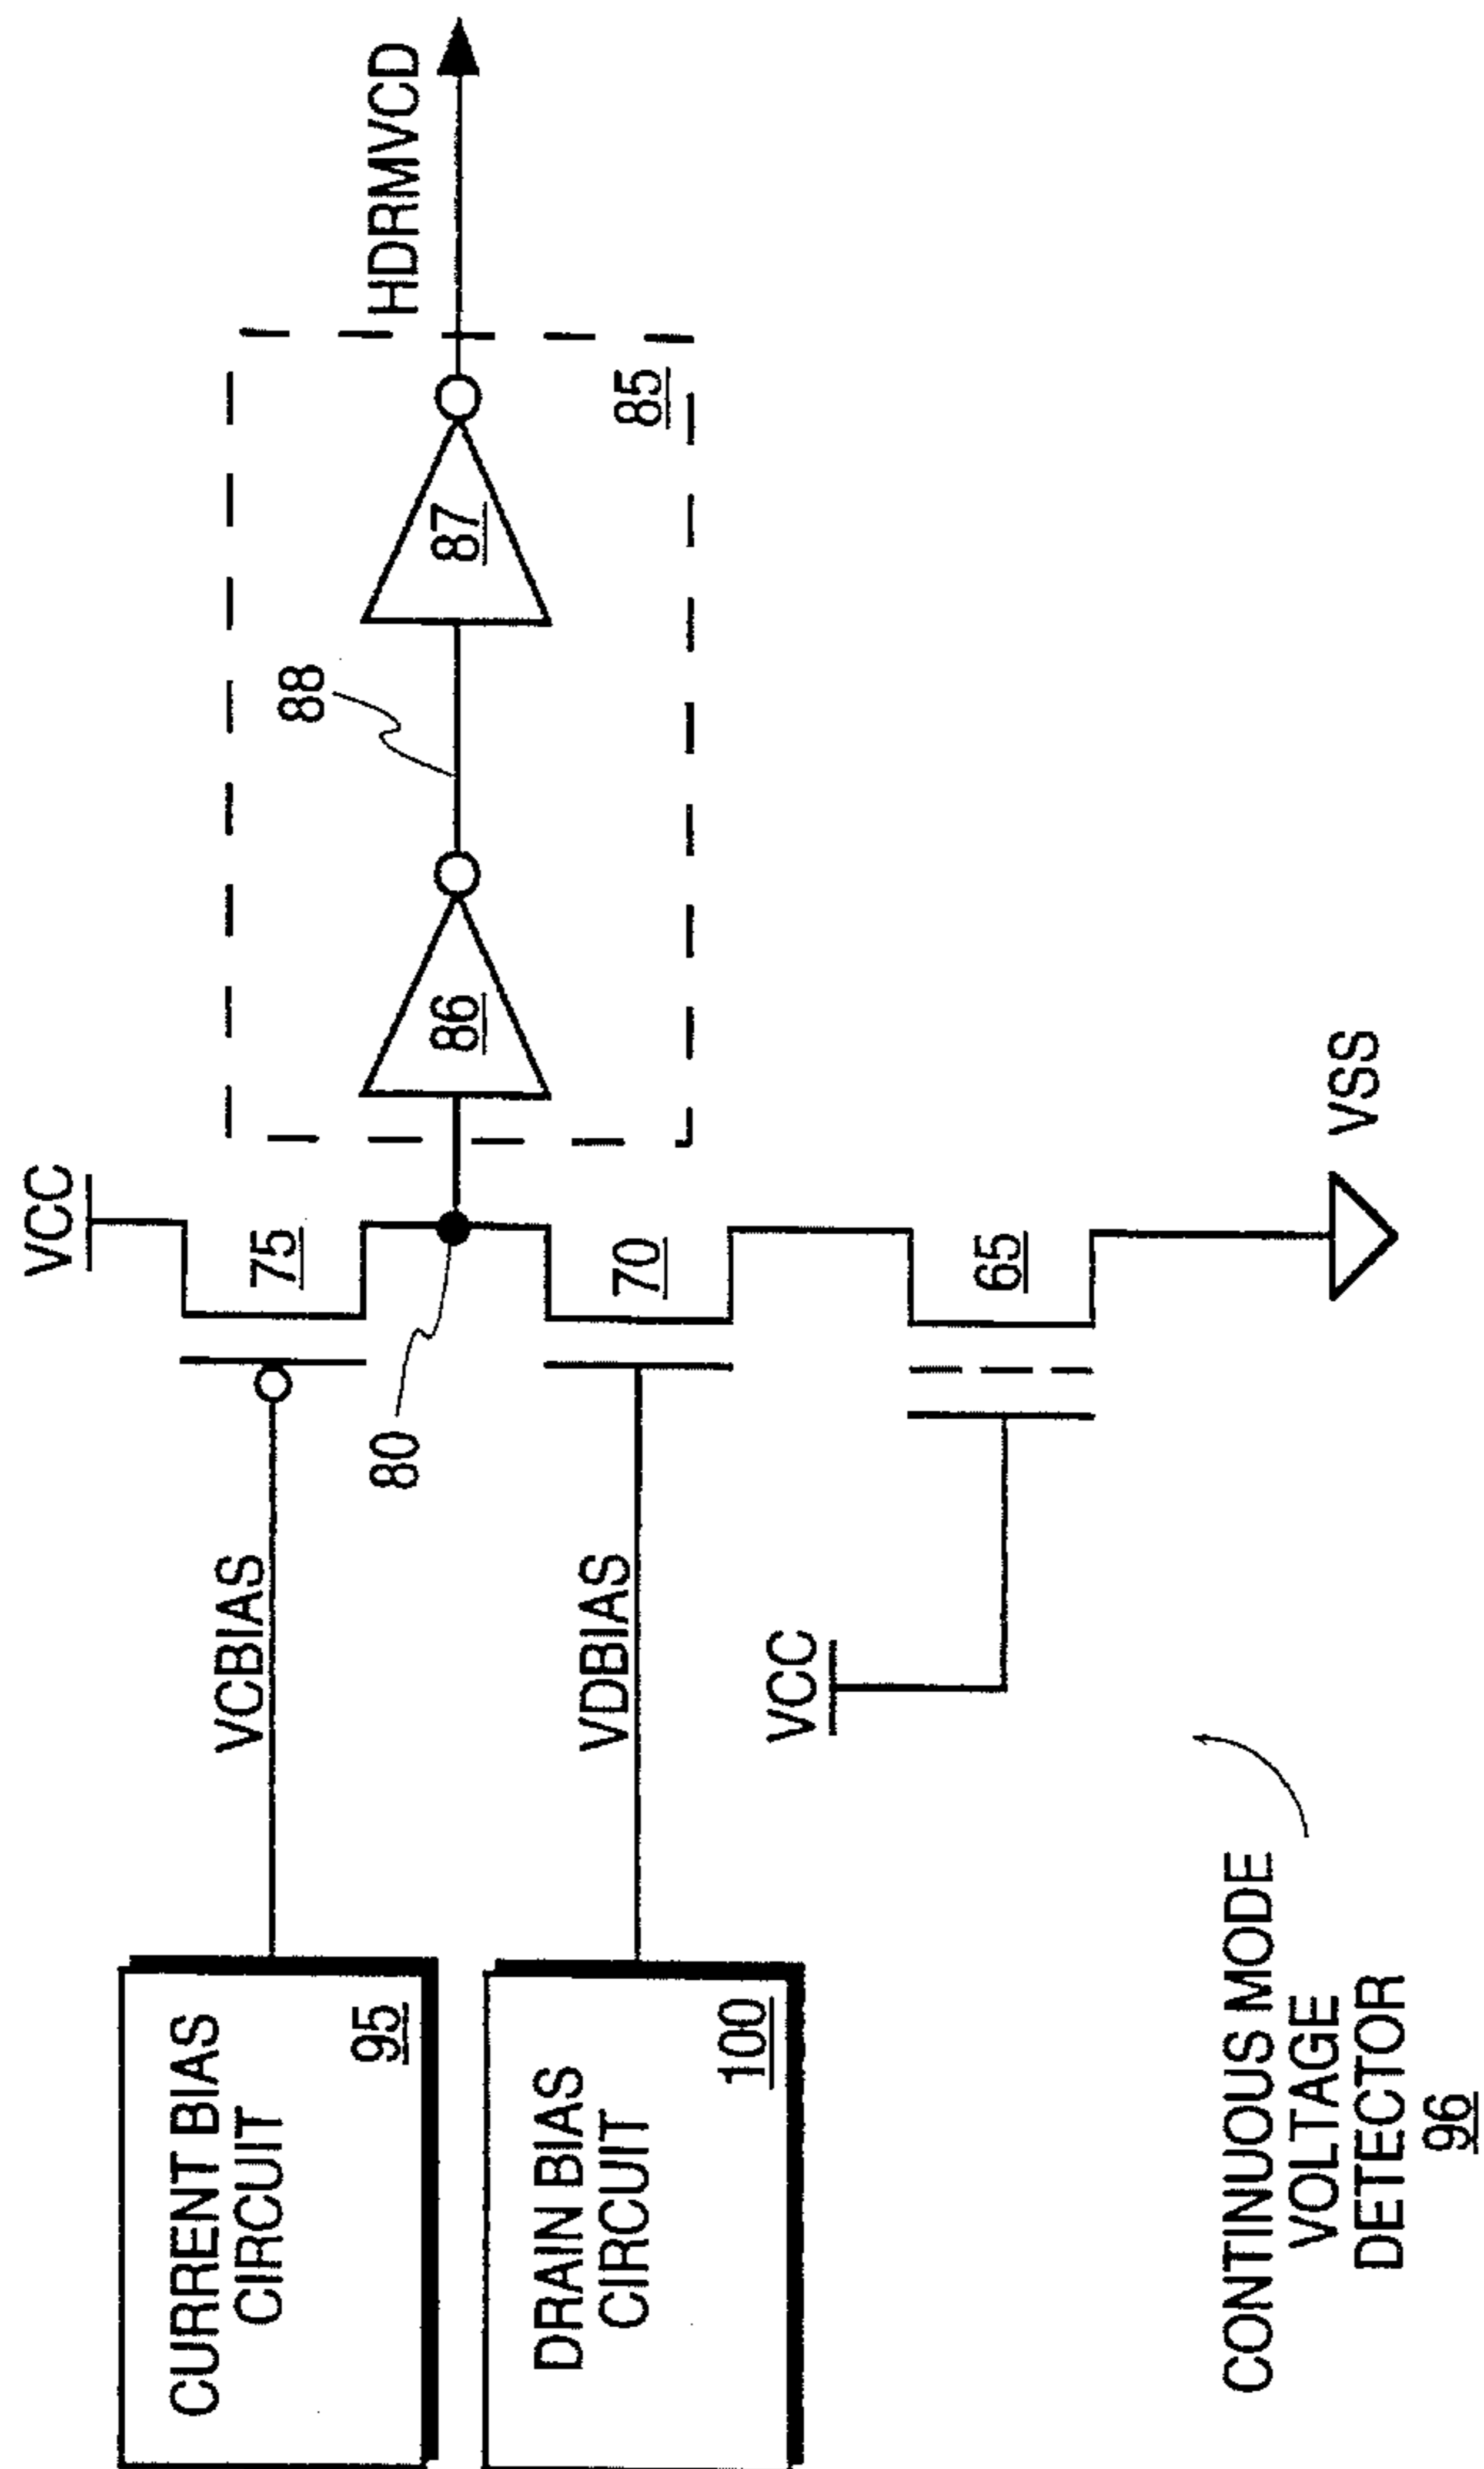 VCC
CURRENT BIAS
CIRCUIT
95
VCBIAS
75
80
88
86
87
85
HDRMVCD
DRAIN BIAS
CIRCUIT
100
VDBIAS
70
VCC
65
VSS
CONTINUOUS MODE
VOLTAGE
DETECTOR
96